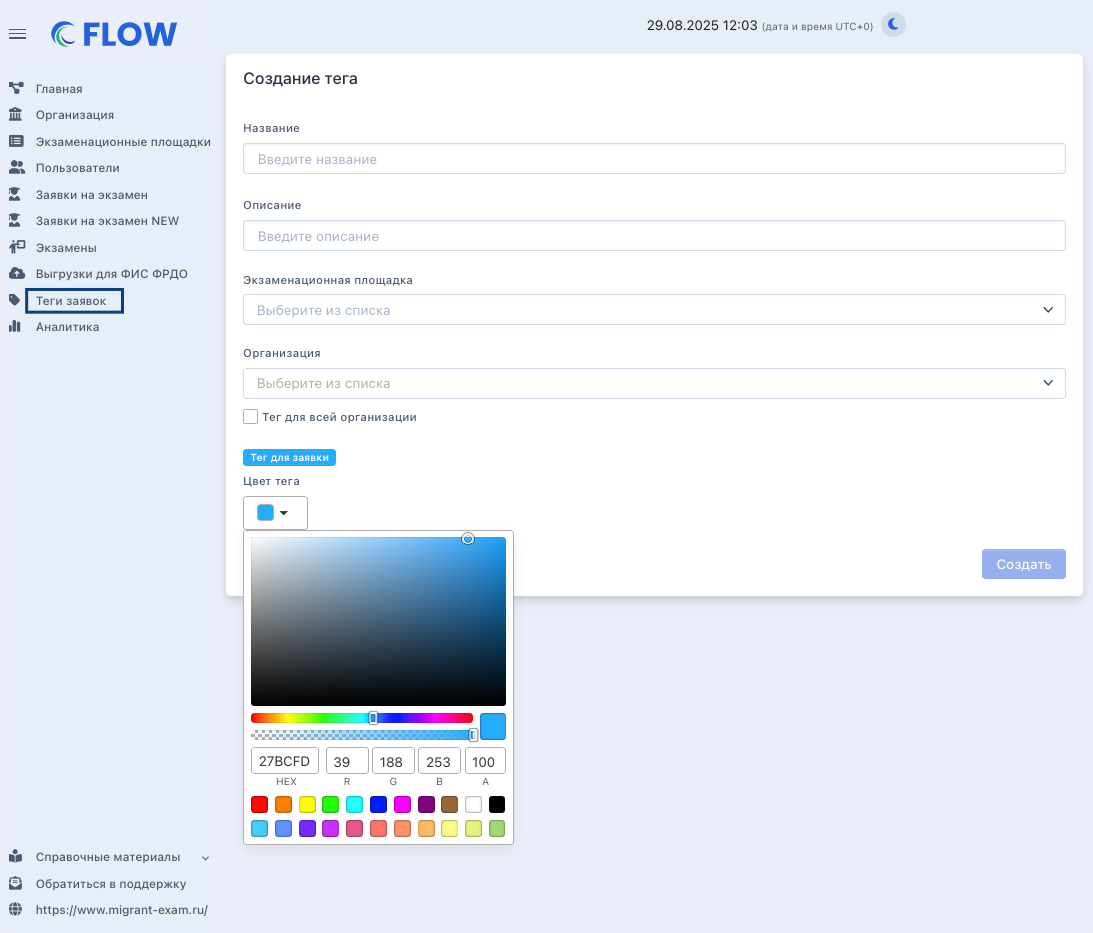 FLOW
29.08.2025 12:03 (дата и время UTC+0)
Главная
Организация
Экзаменационные площадки
Пользователи
Заявки на экзамен
Заявки на экзамен NEW
Экзамены
Выгрузки для ФИС ФРДО
Теги заявок
Аналитика
Справочные материалы
Обратиться в поддержку
https://www.migrant-exam.ru/
Создание тега
Название
Введите название
Описание
Введите описание
Экзаменационная площадка
Выберите из списка
Организация
Выберите из списка
Тег для всей организации
Тег для заявки
Цвет тега
27BCFD 39 188 253 100
HEX R G B A
Создать